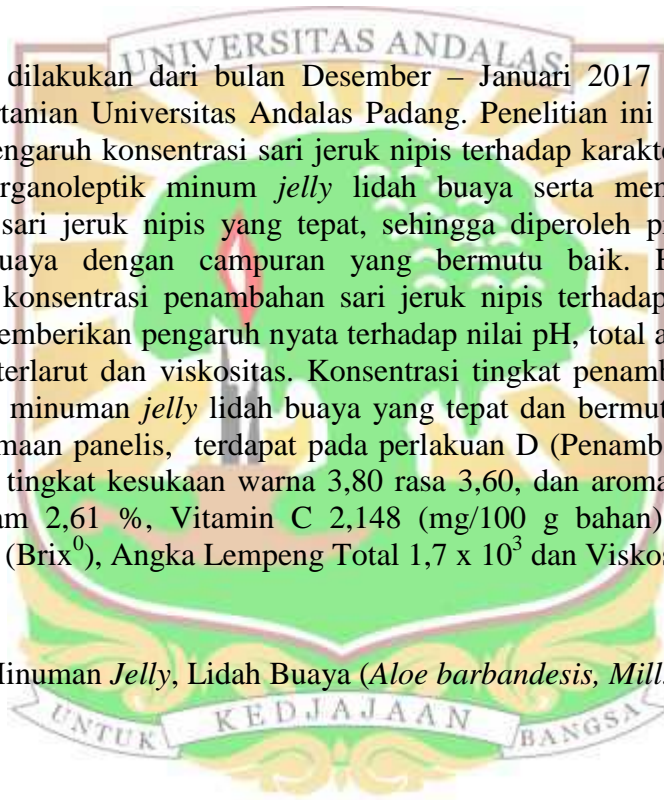 UNIVERSITAS ANDALAS
dilakukan dari bulan Desember – Januari 2017
tanian Universitas Andalas Padang. Penelitian ini
engaruh konsentrasi sari jeruk nipis terhadap karakte
rganoleptik minum jelly lidah buaya serta men
sari jeruk nipis yang tepat, sehingga diperoleh p
uaya dengan campuran yang bermutu baik.
konsentrasi penambahan sari jeruk nipis terhadap
emberikan pengaruh nyata terhadap nilai pH, total a
terlarut dan viskositas. Konsentrasi tingkat penamb
minuman jelly lidah buaya yang tepat dan bermut
maan panelis, terdapat pada perlakuan D (Penamb
tingkat kesukaan warna 3,80 rasa 3,60, dan aroma
am 2,61 %, Vitamin C 2,148 (mg/100 g bahan)
(Brix⁰), Angka Lempeng Total 1,7 x 10³ dan Viskos
Minuman Jelly, Lidah Buaya (Aloe barbandesis, Mill.
UNTUK KEDJAJAAN BANGSA